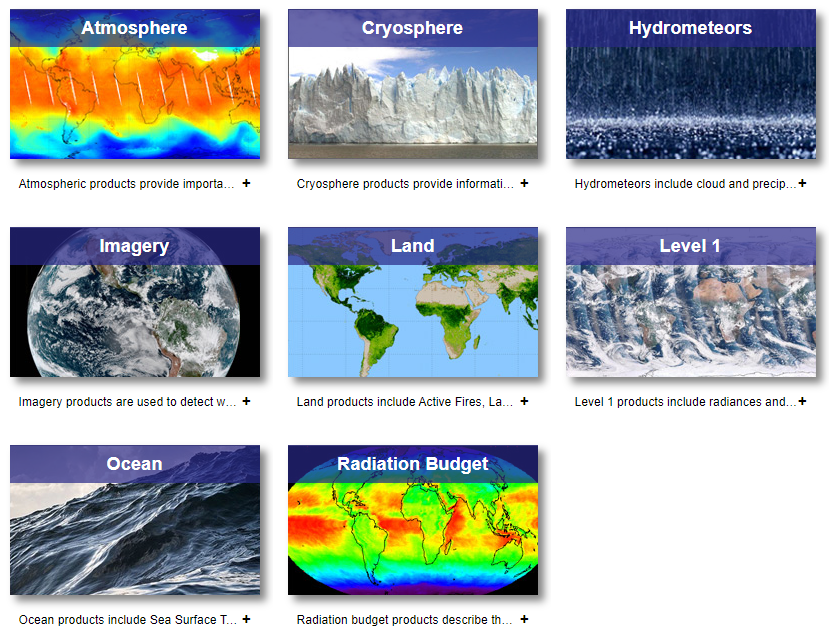 Atmosphere
Cryosphere
Hydrometeors
Atmospheric products provide importa... +
Cryosphere products provide informati... +
Hydrometeors include cloud and precip... +
Imagery
Land
Level 1
Imagery products are used to detect w... +
Land products include Active Fires, La... +
Level 1 products include radiances and... +
Ocean
Radiation Budget
Ocean products include Sea Surface T... +
Radiation budget products describe th... +